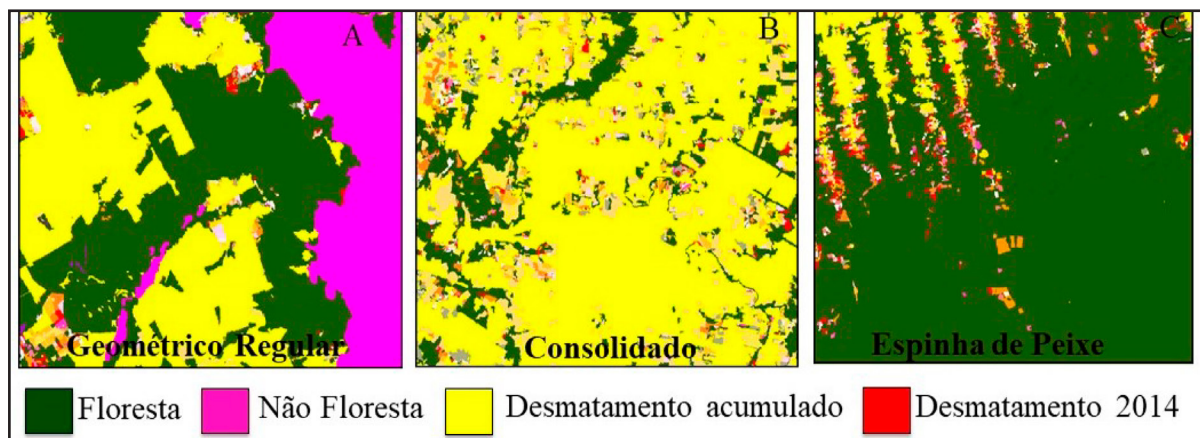 A
B
C
Geométrico Regular
Consolidado
Espinha de Peixe
Floresta
Não Floresta
Desmatamento acumulado
Desmatamento 2014